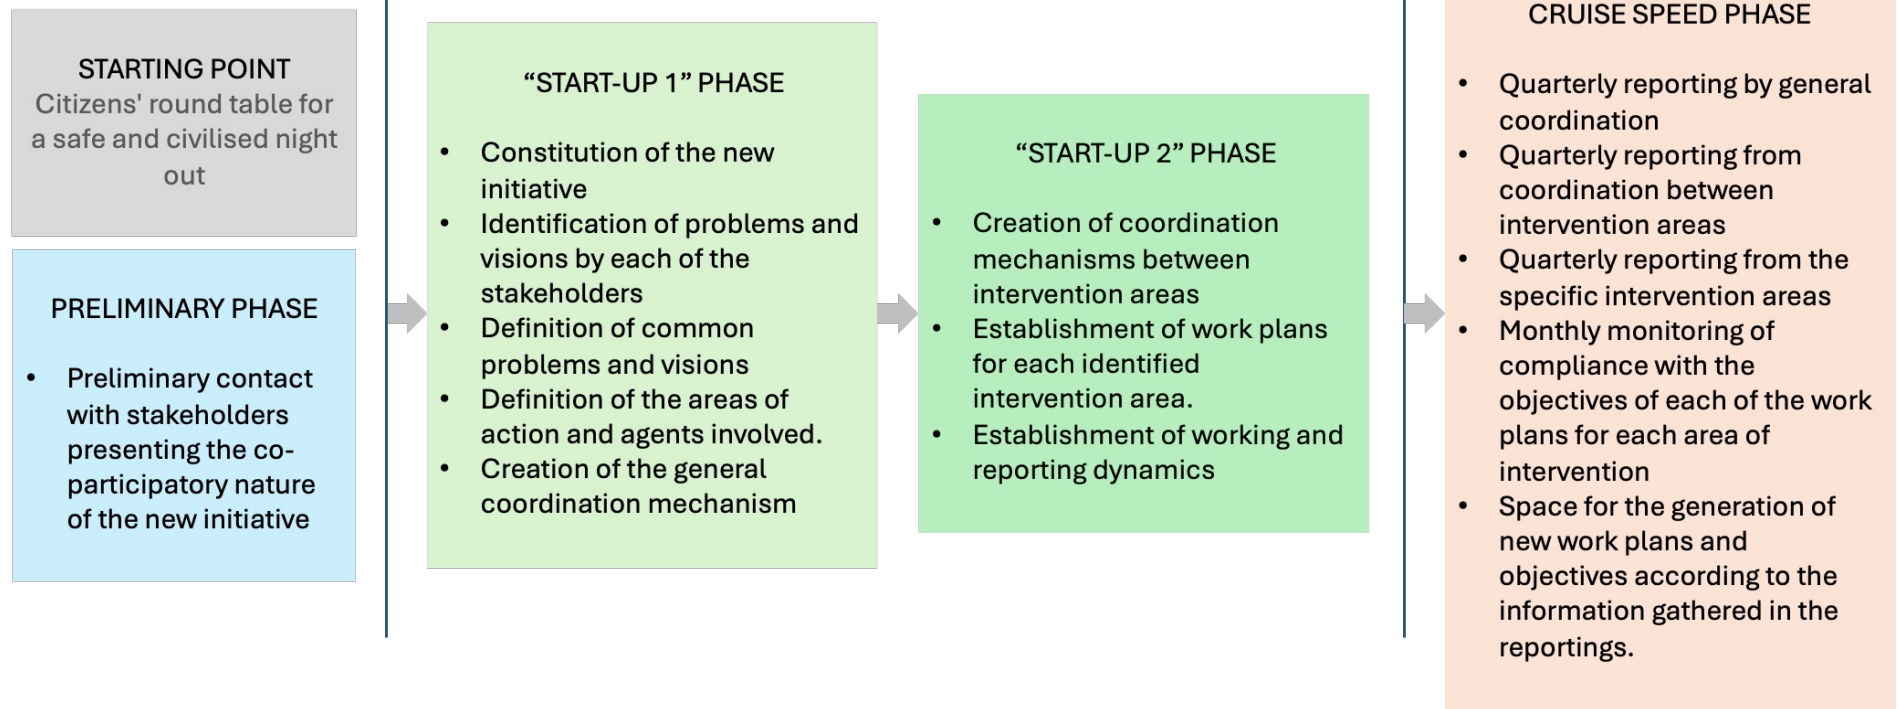 STARTING POINT
Citizens' round table for
a safe and civilised night
out
PRELIMINARY PHASE
• Preliminary contact
with stakeholders
presenting the co-
participatory nature
of the new initiative
“START-UP 1” PHASE
• Constitution of the new
initiative
• Identification of problems and
visions by each of the
stakeholders
• Definition of common
problems and visions
• Definition of the areas of
action and agents involved.
• Creation of the general
coordination mechanism
“START-UP 2” PHASE
• Creation of coordination
mechanisms between
intervention areas
• Establishment of work plans
for each identified
intervention area.
• Establishment of working and
reporting dynamics
CRUISE SPEED PHASE
• Quarterly reporting by general
coordination
• Quarterly reporting from
coordination between
intervention areas
• Quarterly reporting from the
specific intervention areas
• Monthly monitoring of
compliance with the
objectives of each of the work
plans for each area of
intervention
• Space for the generation of
new work plans and
objectives according to the
information gathered in the
reportings.